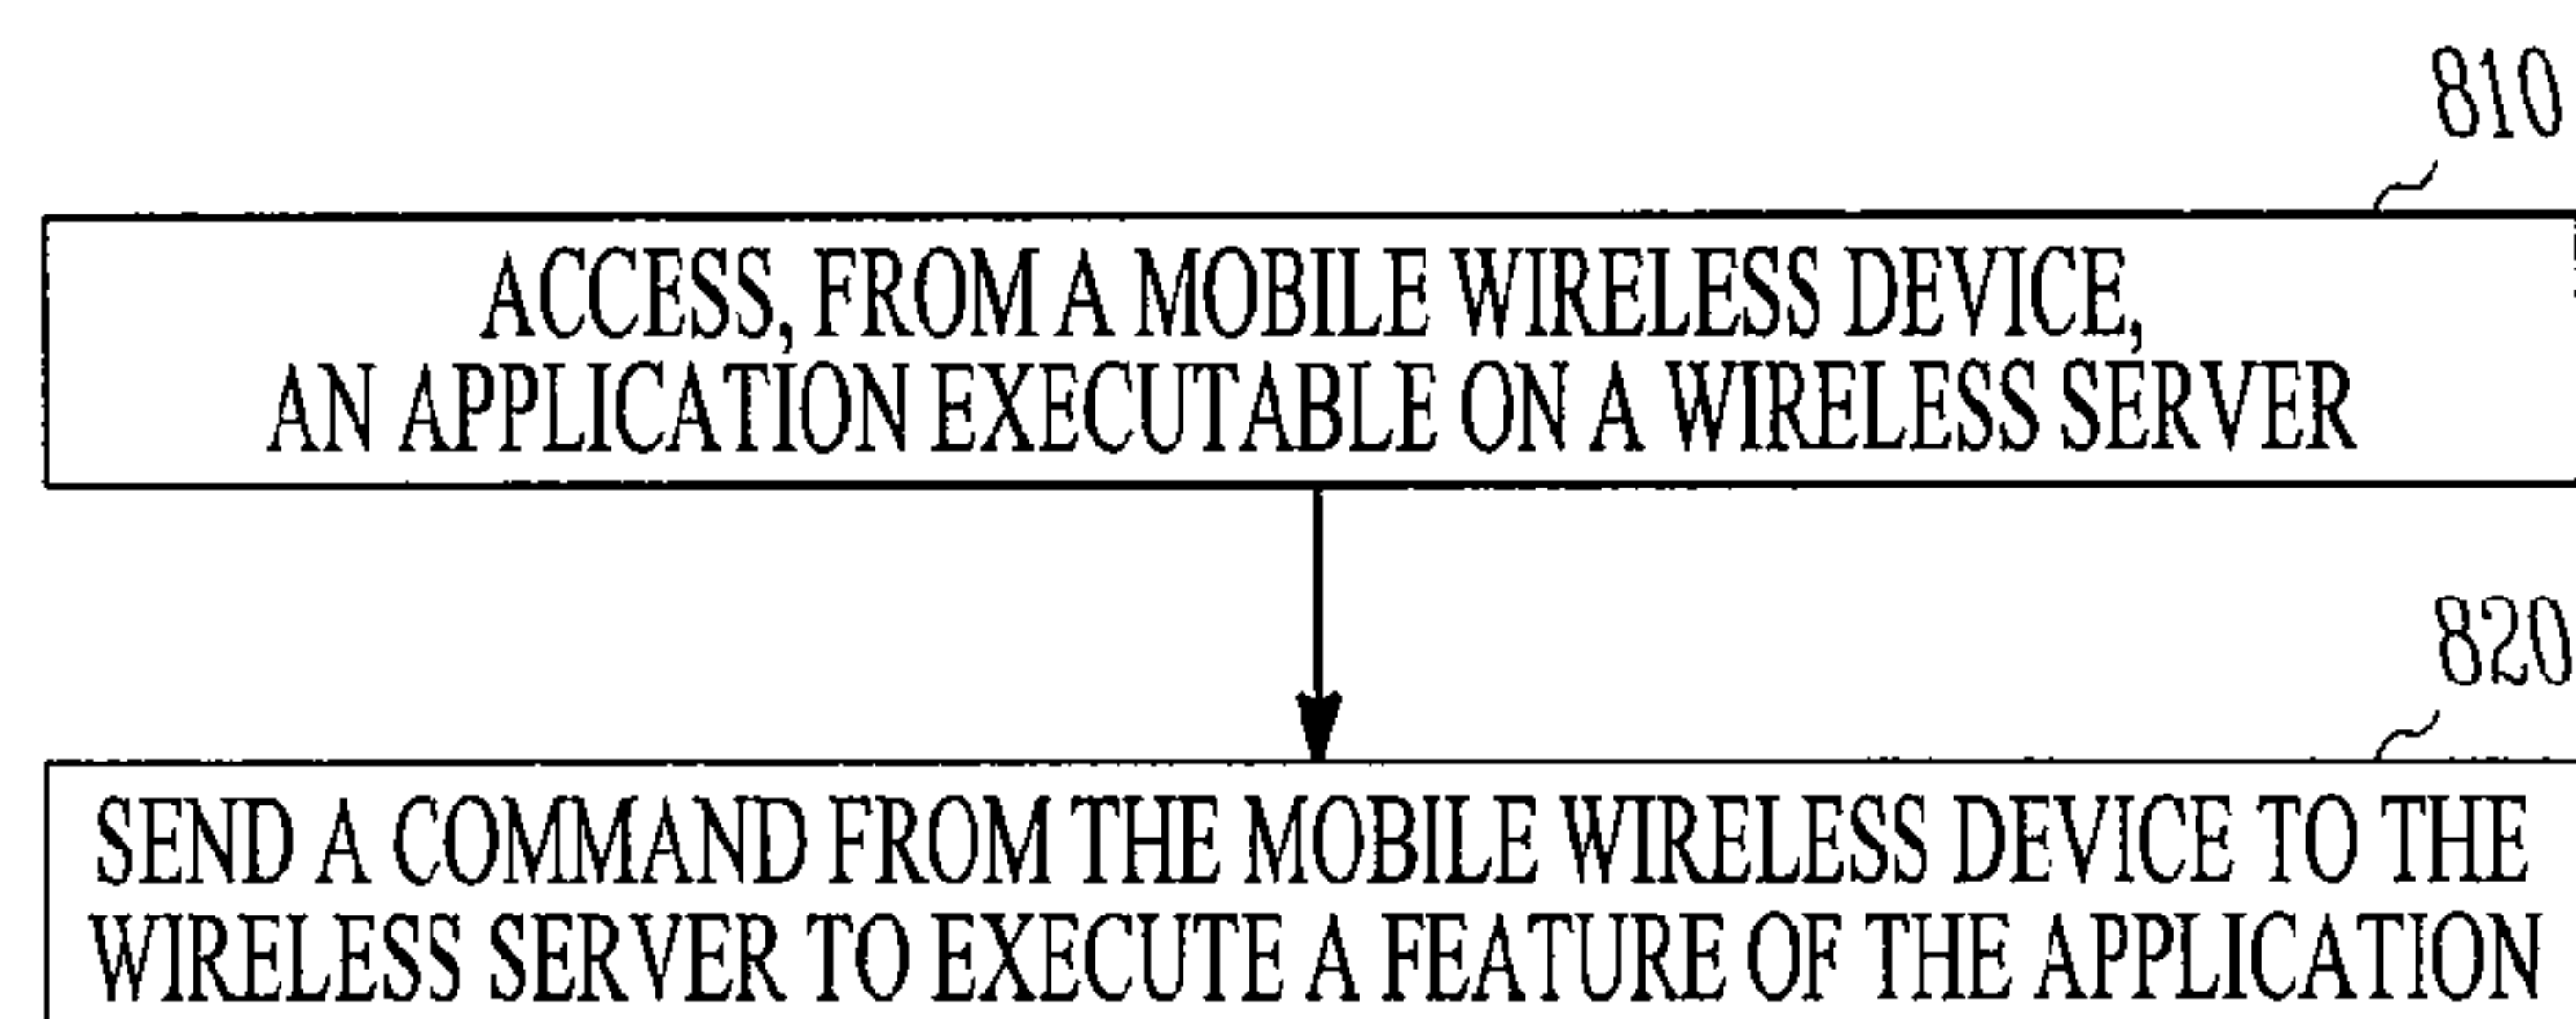 810
ACCESS, FROM A MOBILE WIRELESS DEVICE,
AN APPLICATION EXECUTABLE ON A WIRELESS SERVER
820
SEND A COMMAND FROM THE MOBILE WIRELESS DEVICE TO THE
WIRELESS SERVER TO EXECUTE A FEATURE OF THE APPLICATION